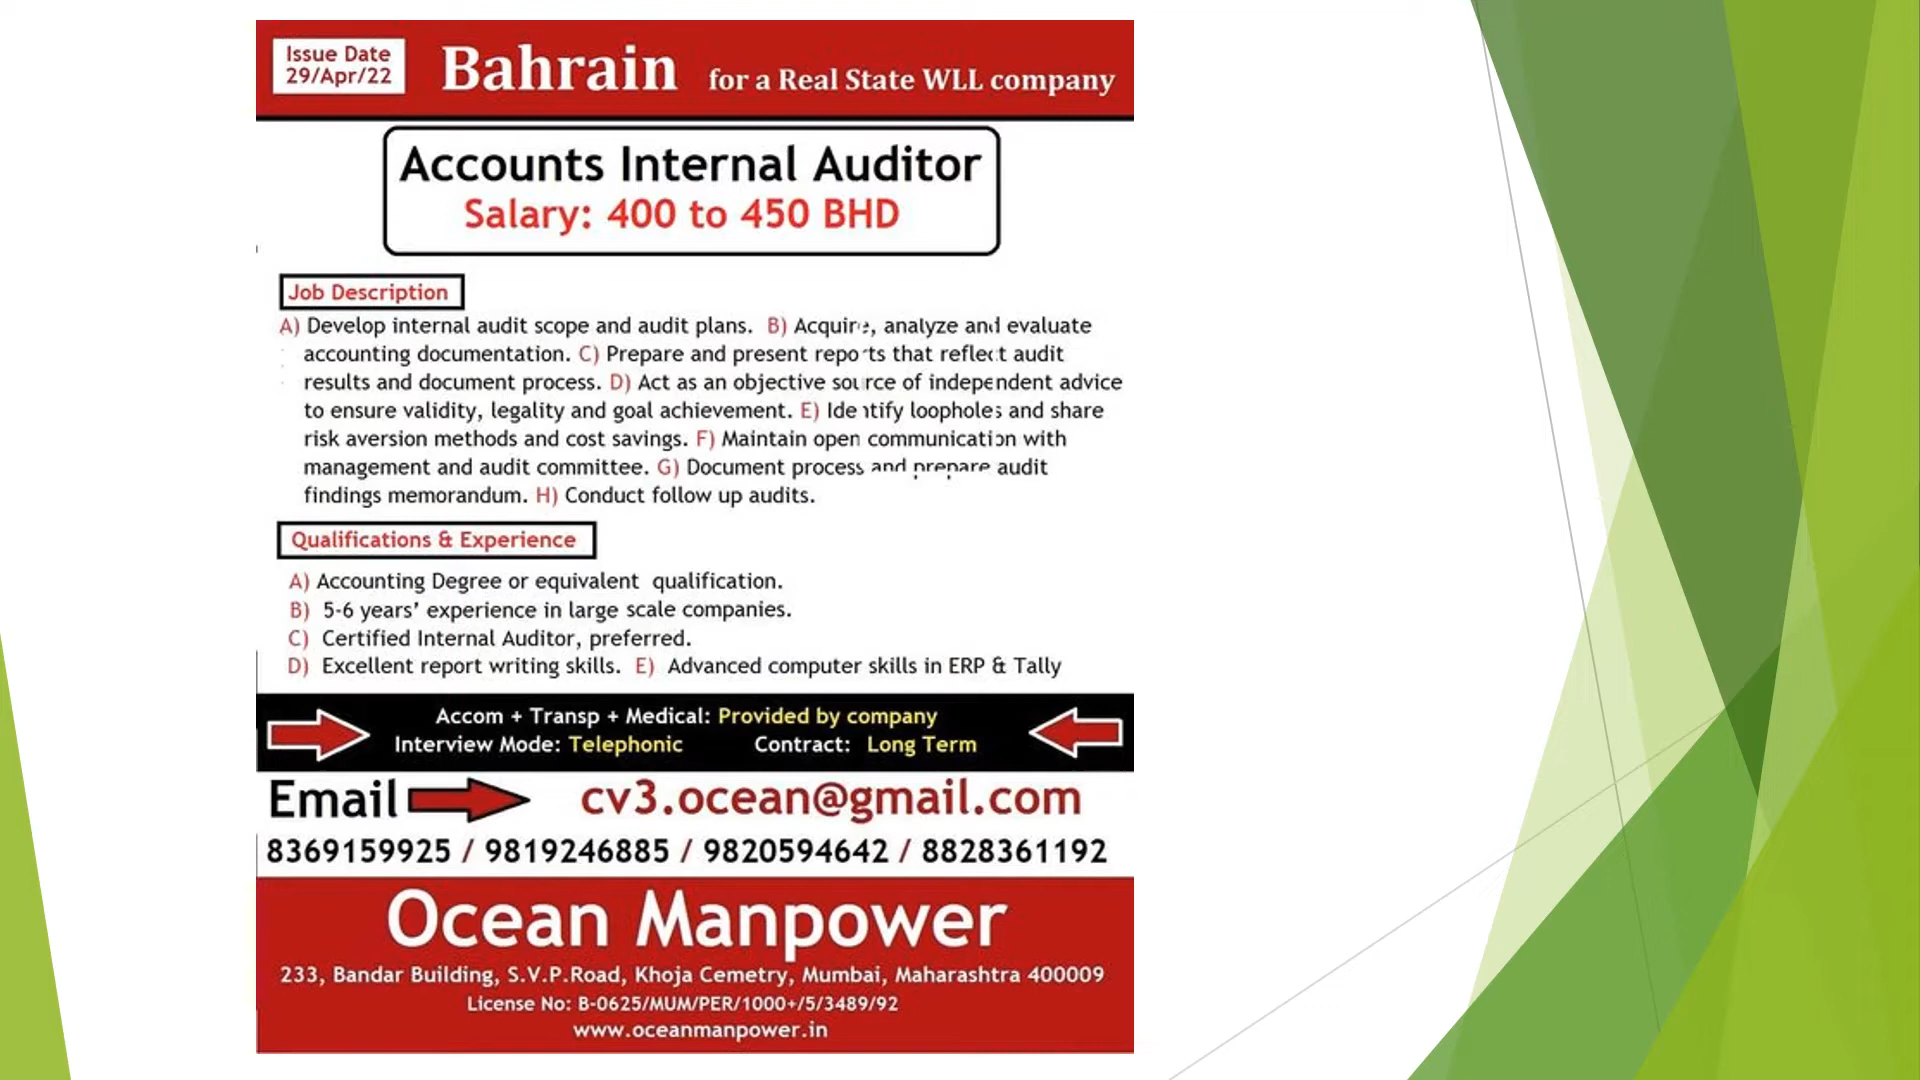 Issue Date
29/Apr/22
Bahrain for a Real State WLL company
Accounts Internal Auditor
Salary: 400 to 450 BHD
Job Description
A) Develop internal audit scope and audit plans. B) Acquire, analyze and evaluate
accounting documentation. C) Prepare and present reports that reflect audit
results and document process. D) Act as an objective source of independent advice
to ensure validity, legality and goal achievement. E) Identify loopholes and share
risk aversion methods and cost savings. F) Maintain open communication with
management and audit committee. G) Document process and prepare audit
findings memorandum. H) Conduct follow up audits.
Qualifications & Experience
A) Accounting Degree or equivalent qualification.
B) 5-6 years' experience in large scale companies.
C) Certified Internal Auditor, preferred.
D) Excellent report writing skills. E) Advanced computer skills in ERP & Tally
Accom + Transp + Medical: Provided by company
Interview Mode: Telephonic Contract: Long Term
Email cv3.ocean@gmail.com
8369159925 / 9819246885 / 9820594642 / 8828361192
Ocean Manpower
233, Bandar Building, S.V.P.Road, Khoja Cemetry, Mumbai, Maharashtra 400009
License No: B-0625/MUM/PER/1000+/5/3489/92
www.oceanmanpower.in